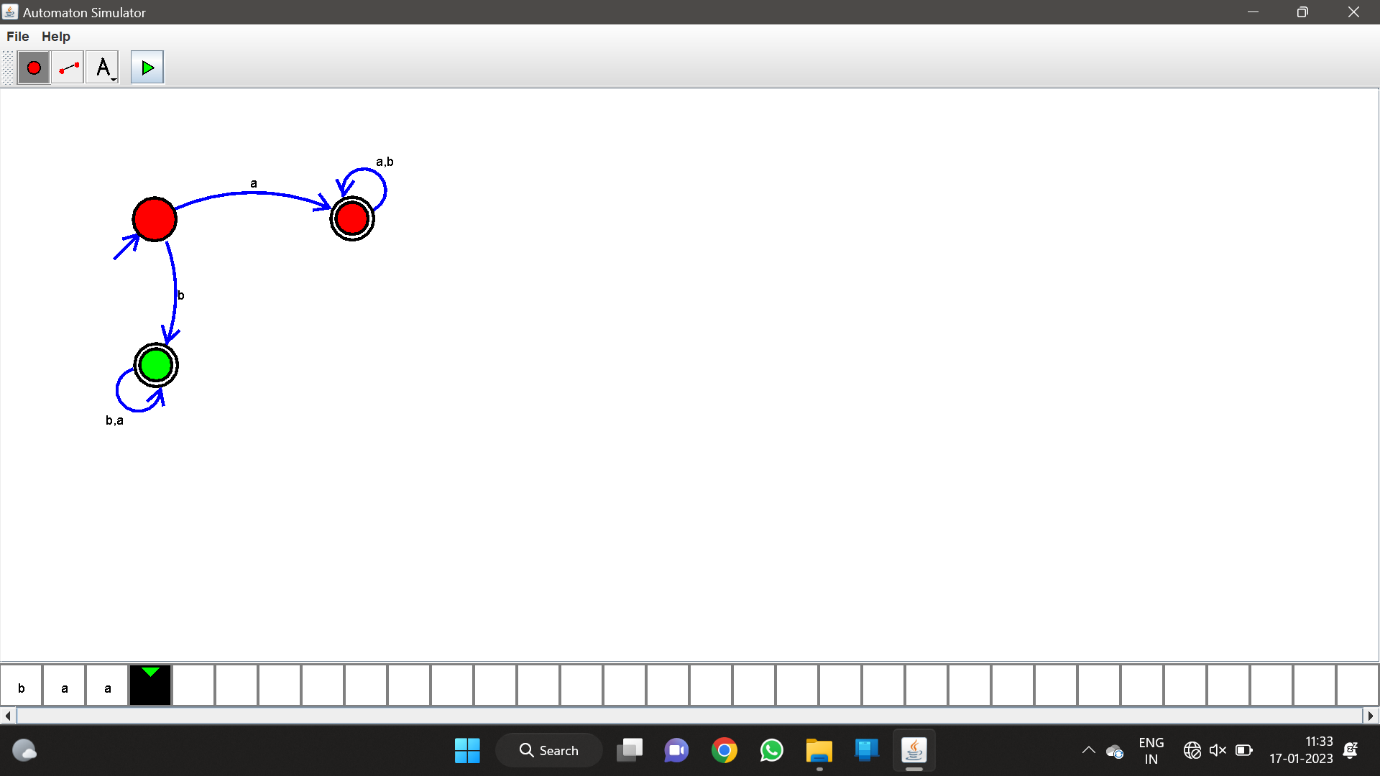 Automaton Simulator
File Help
A
a,b
a
b
b,a
b a a
Search
ENG
IN
11:33
17-01-2023